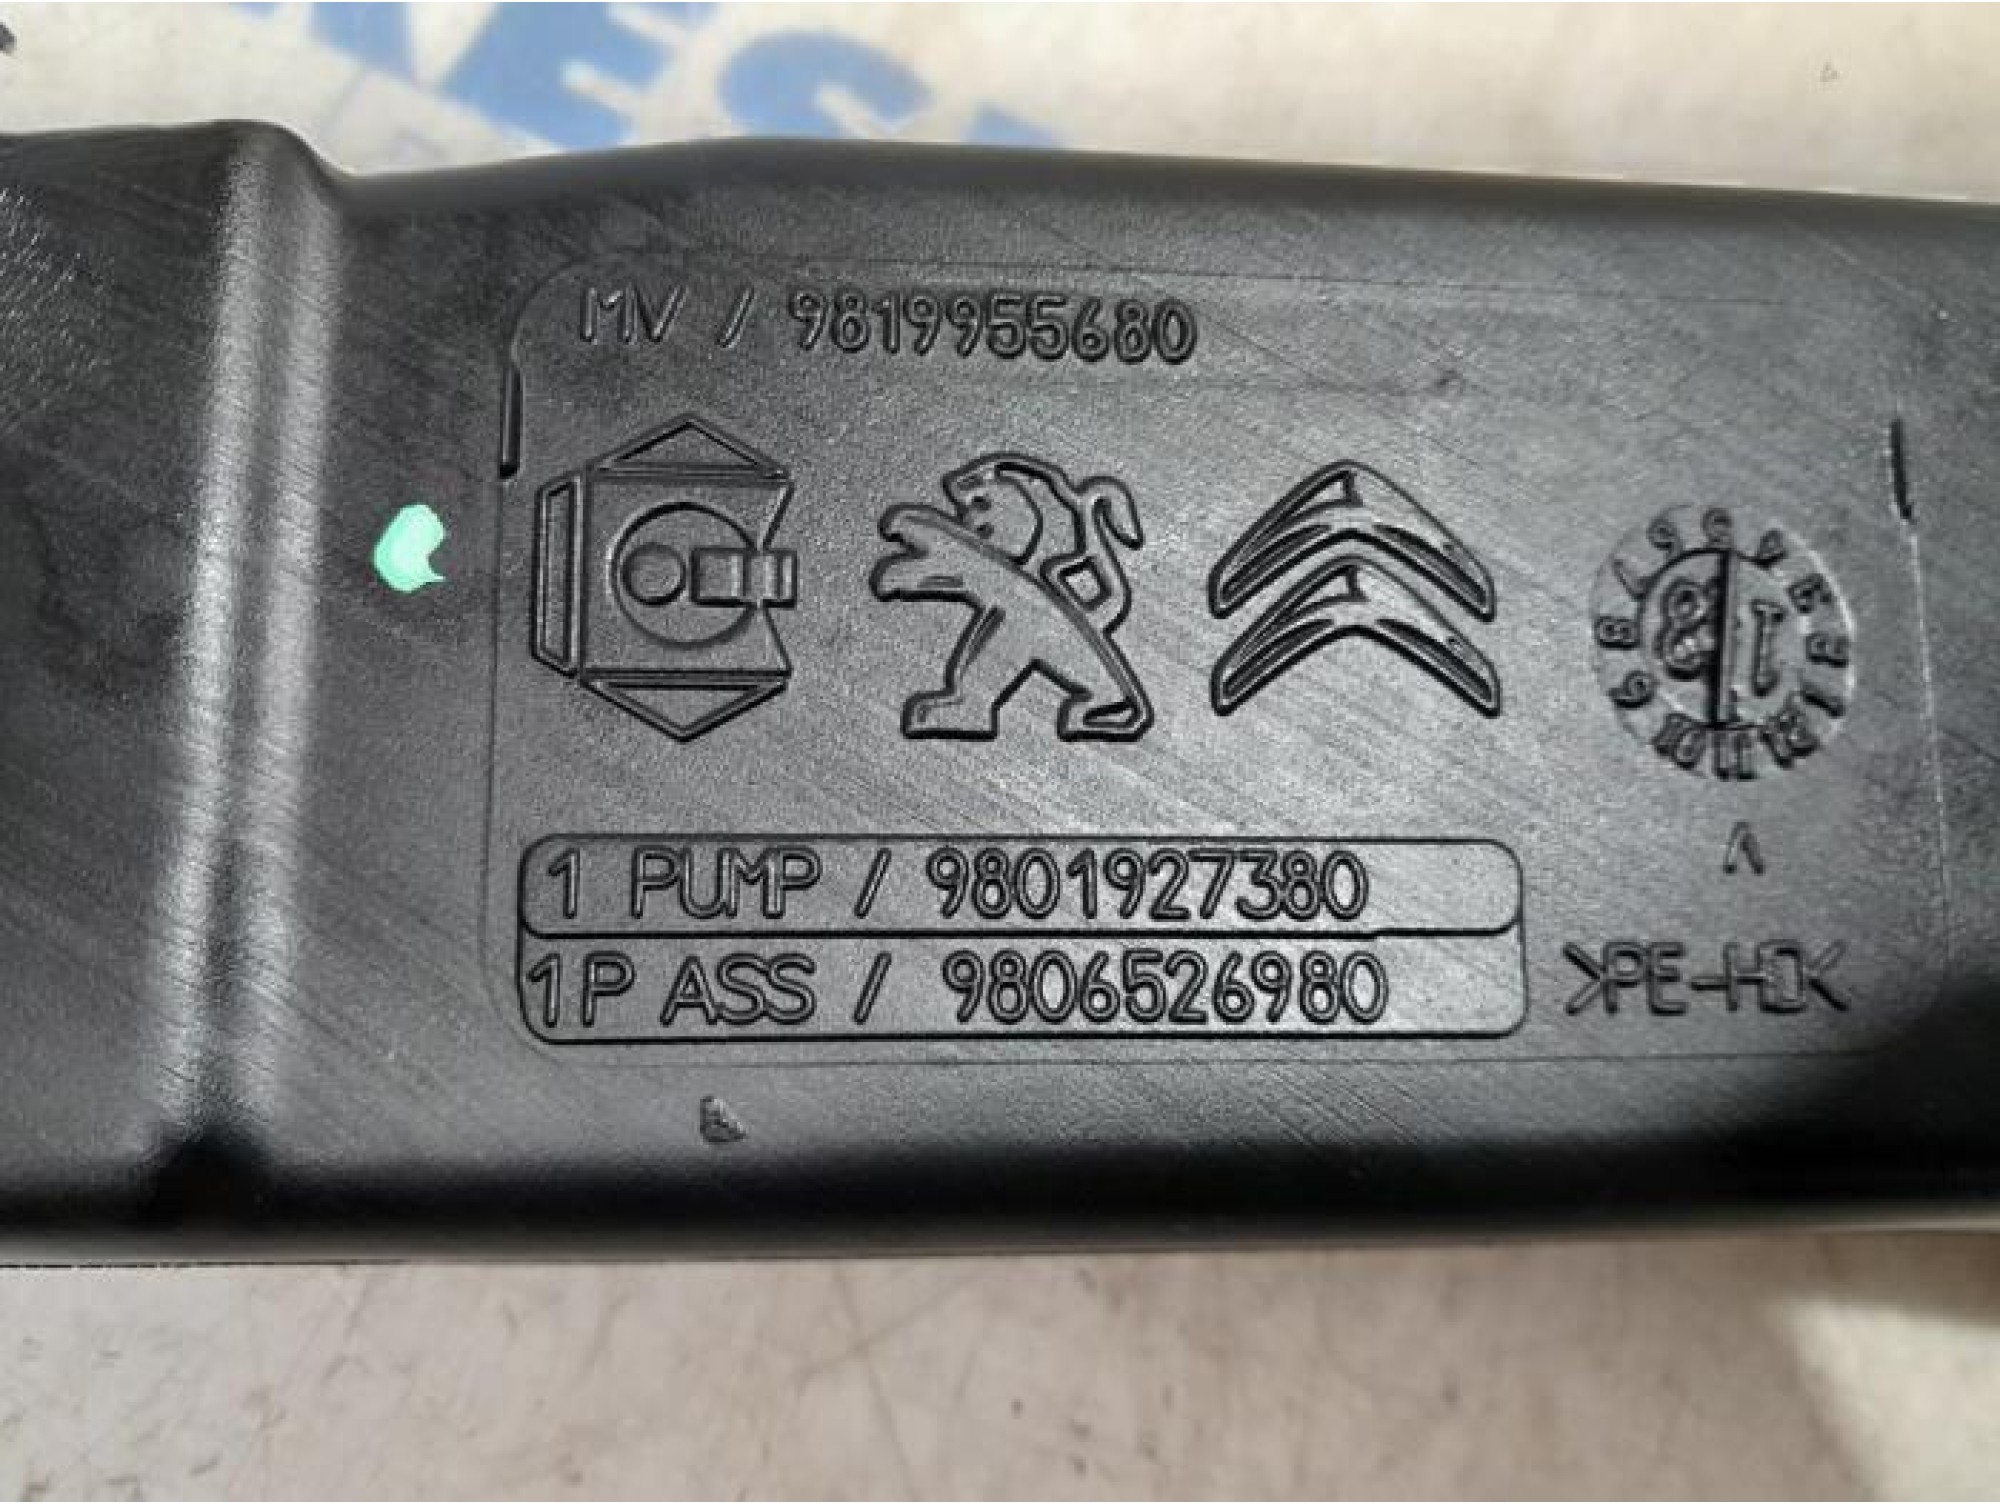 MV / 9819955680
1 PUMP / 9801927380
1P ASS / 9806526980
>PE-HD<